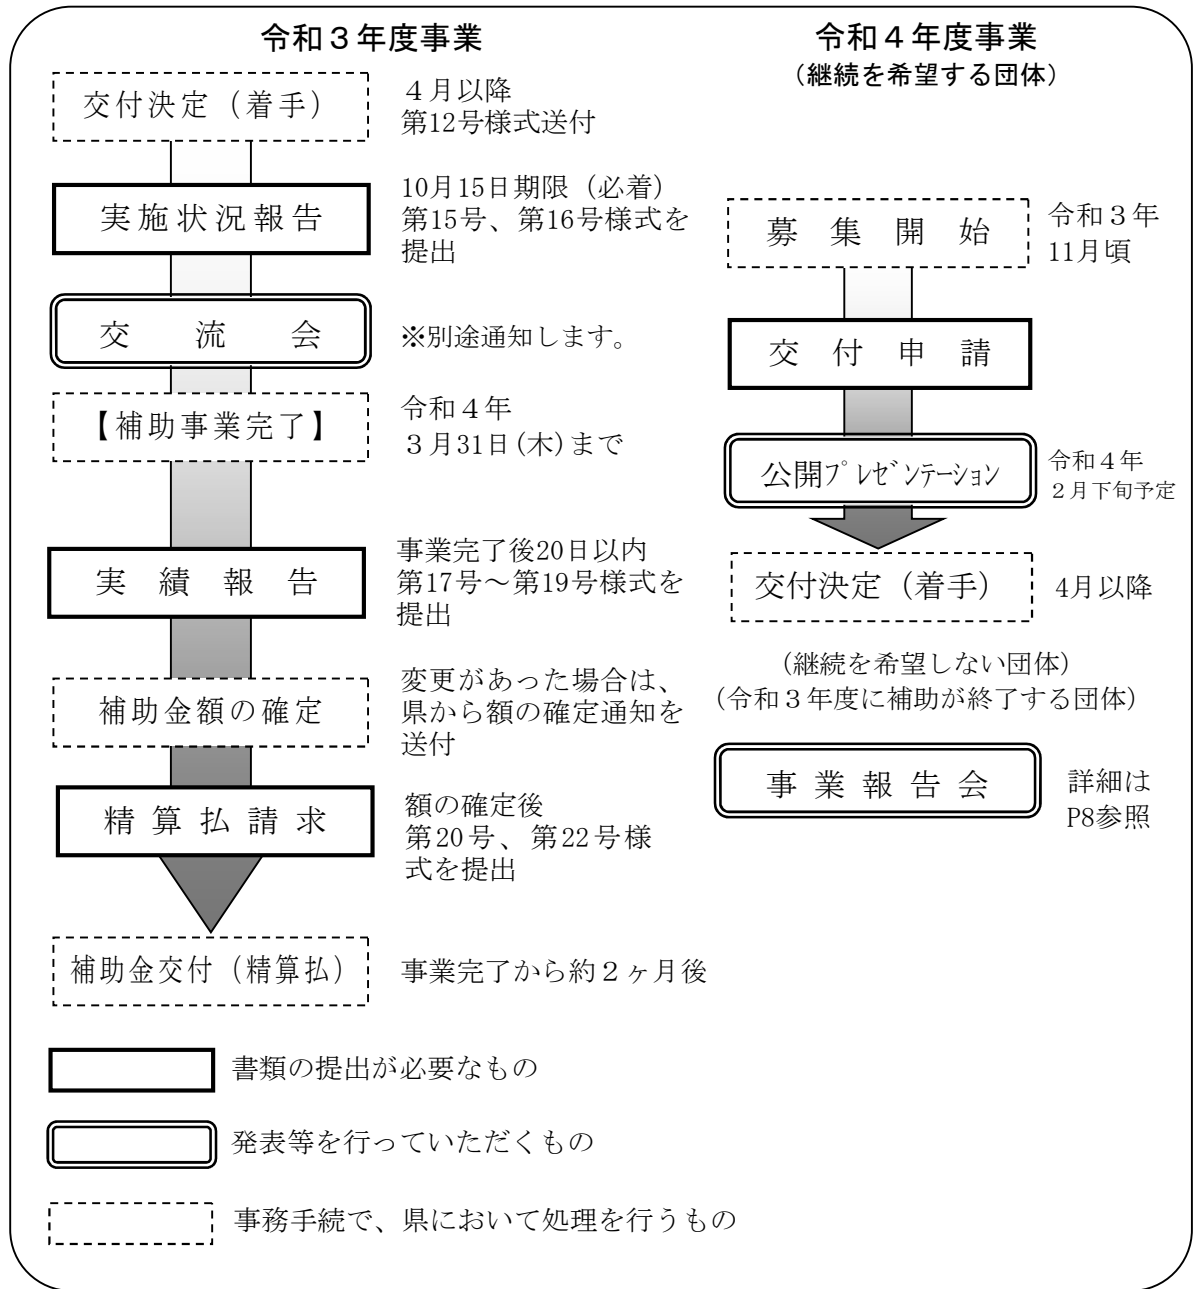 令和３年度事業
交付決定（着手）
４月以降
第12号様式送付
実施状況報告
10月15日期限（必着）
第15号、第16号様式を
提出
交流会
※別途通知します。
【補助事業完了】
令和４年
３月31日(木)まで
実績報告
事業完了後20日以内
第17号～第19号様式を
提出
補助金額の確定
変更があった場合は、
県から額の確定通知を
送付
精算払請求
額の確定後
第20号、第22号様
式を提出
補助金交付（精算払）
事業完了から約２ヶ月後
令和４年度事業
（継続を希望する団体）
募集開始
令和３年
11月頃
交付申請
公開ﾌﾟﾚｾﾞﾝﾃｰｼｮﾝ
令和４年
２月下旬予定
交付決定（着手）
4月以降
（継続を希望しない団体）
（令和３年度に補助が終了する団体）
事業報告会
詳細は
P8参照
書類の提出が必要なもの
発表等を行っていただくもの
事務手続で、県において処理を行うもの